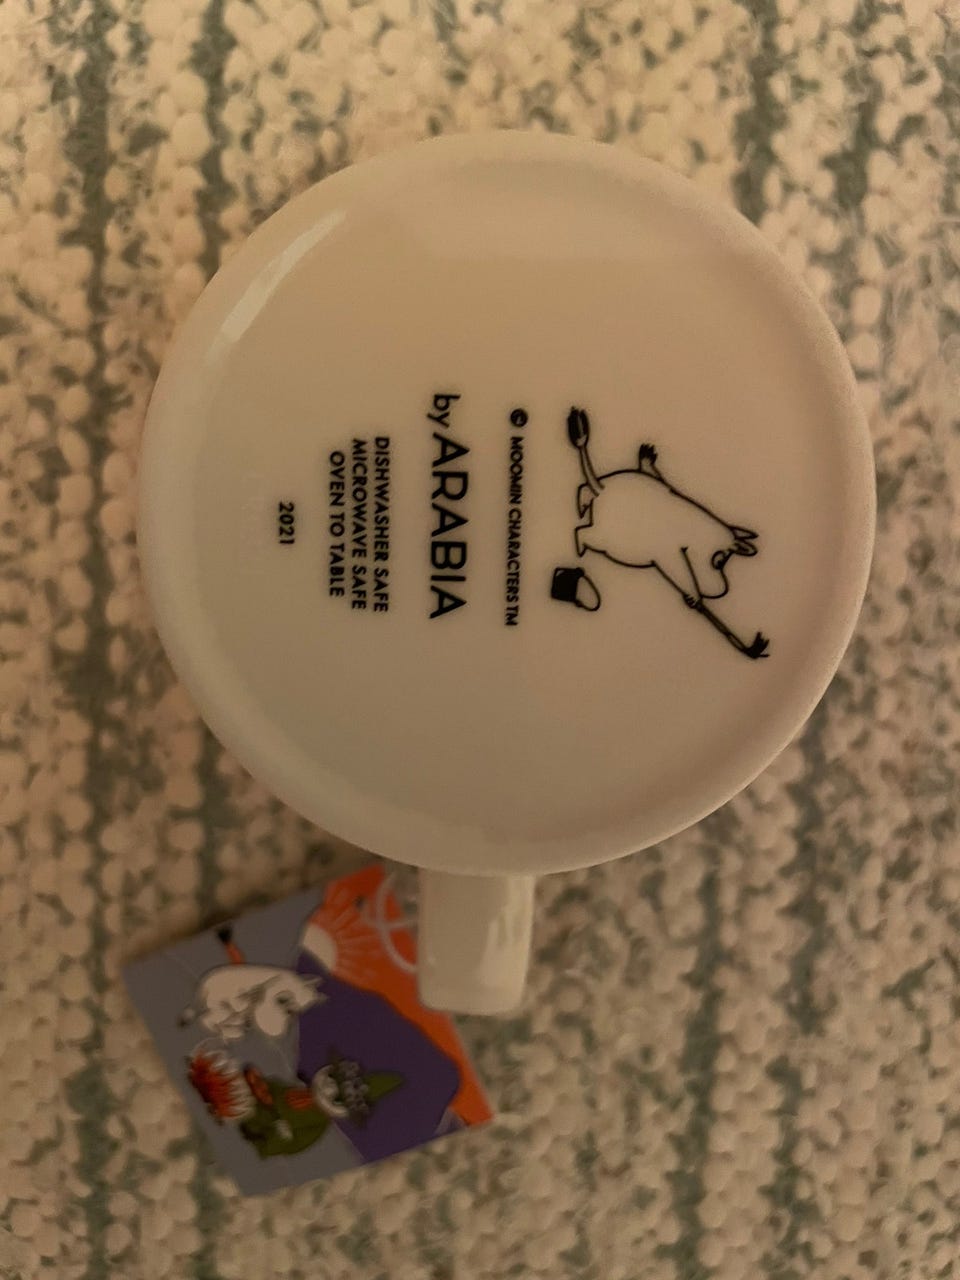 © MOOMIN CHARACTERS TM
by ARABIA
DISHWASHER SAFE
MICROWAVE SAFE
OVEN TO TABLE
2021